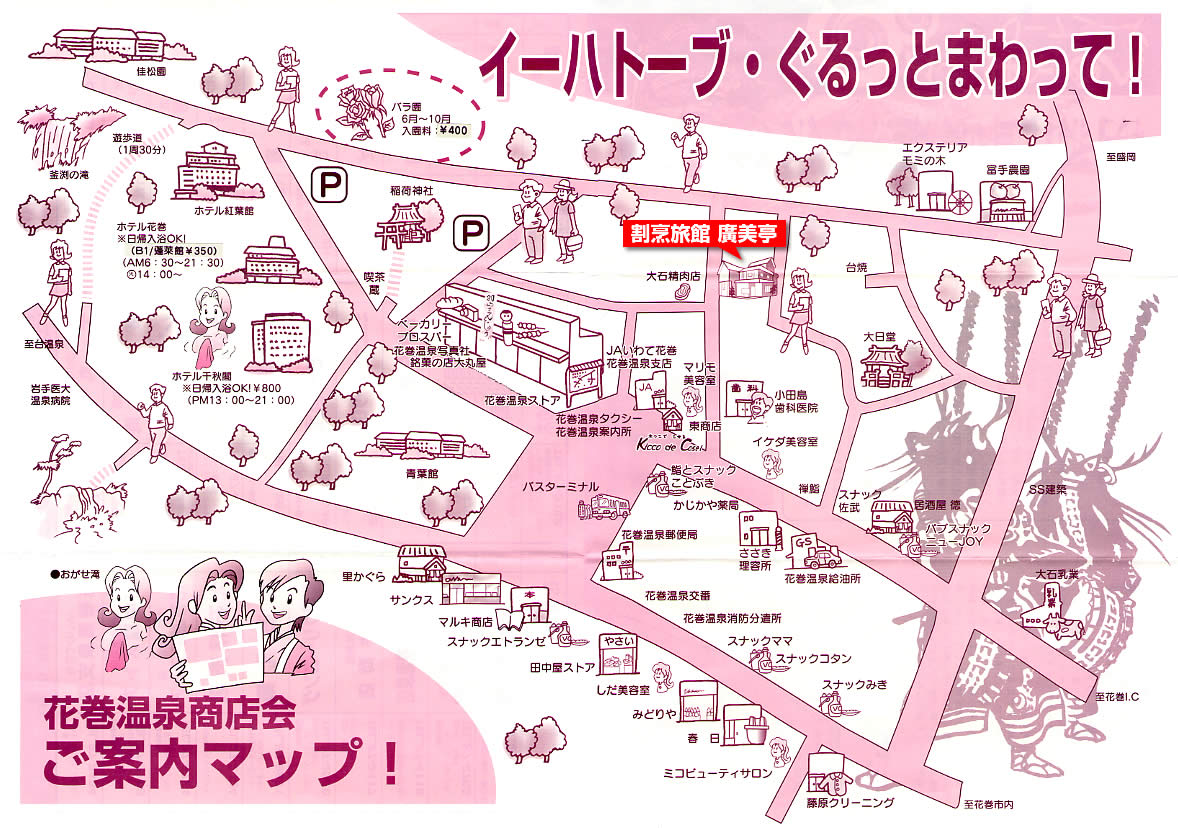 イーハトーブ・ぐるっとまわって!
佳松園
バラ園
6月～10月
入園料:¥400
遊歩道
(1周30分)
釜渕の滝
ホテル紅葉館
稲荷神社
P
P
エクステリア
モミの木
冨手農園
至盛岡
割烹旅館 廣美亭
ホテル花巻
※日帰入浴OK!
(B1/蓬莱館¥350)
(AM6:30～21:30)
㊋14:00～
喫茶
蔵
大石精肉店
台焼
至台温泉
ベーカリー
プロスパー
花巻温泉写真社
銘菓の店大丸屋
JAいわて花巻
花巻温泉支店
JA
マリモ
美容室
大日堂
岩手医大
温泉病院
ホテル千秋閣
※日帰入浴OK!¥800
(PM13:00～21:00)
花巻温泉ストア
花巻温泉タクシー
花巻温泉案内所
東商店
歯科
小田島
歯科医院
Kicco de Cose
イケダ美容室
青葉館
バスターミナル
鮨とスナック
ことぶき
かじかや薬局
禅鮨
スナック
佐武
居酒屋 徳
パブスナック
ニューJOY
SS建築
花巻温泉郵便局
〒
ささき
理容所
GS
花巻温泉給油所
●おがせ滝
里かぐら
サンクス
本
マルキ商店
スナックエトランゼ
花巻温泉交番
花巻温泉消防分遣所
大石乳業
乳業
やさい
田中屋ストア
スナックママ
スナックコタン
しだ美容室
スナックみき
みどりや
春日
至花巻I.C
花巻温泉商店会
ご案内マップ!
ミコビューティサロン
藤原クリーニング
至花巻市内